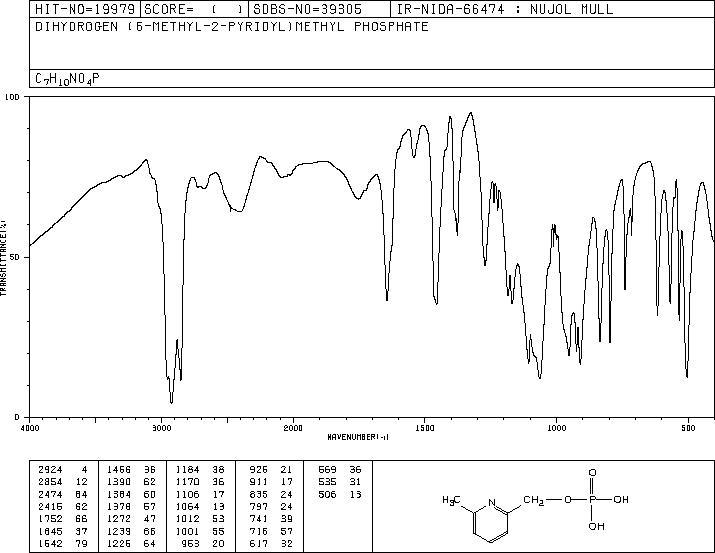 HIT-NO=19979 SCORE= ( ) SDBS-NO=39305 IR-NIDA-66474 : NUJOL MULL
DIHYDROGEN (6-METHYL-2-PYRIDYL)METHYL PHOSPHATE
C7H10NO4P
100
50
0
TRANSMITTANCE(%)
4000 3000 2000 1500 1000 500
WAVENUMBER(-1)
2924 4 1456 36 1184 38 926 21 569 36
2854 12 1390 62 1170 36 911 17 535 31
2474 64 1384 60 1106 17 835 24 506 13
2415 62 1378 57 1064 13 797 24
1752 66 1272 47 1012 53 741 39
1645 37 1239 66 1001 55 716 57
1542 79 1226 64 953 20 617 32
H3C N CH2 O P OH
O
OH